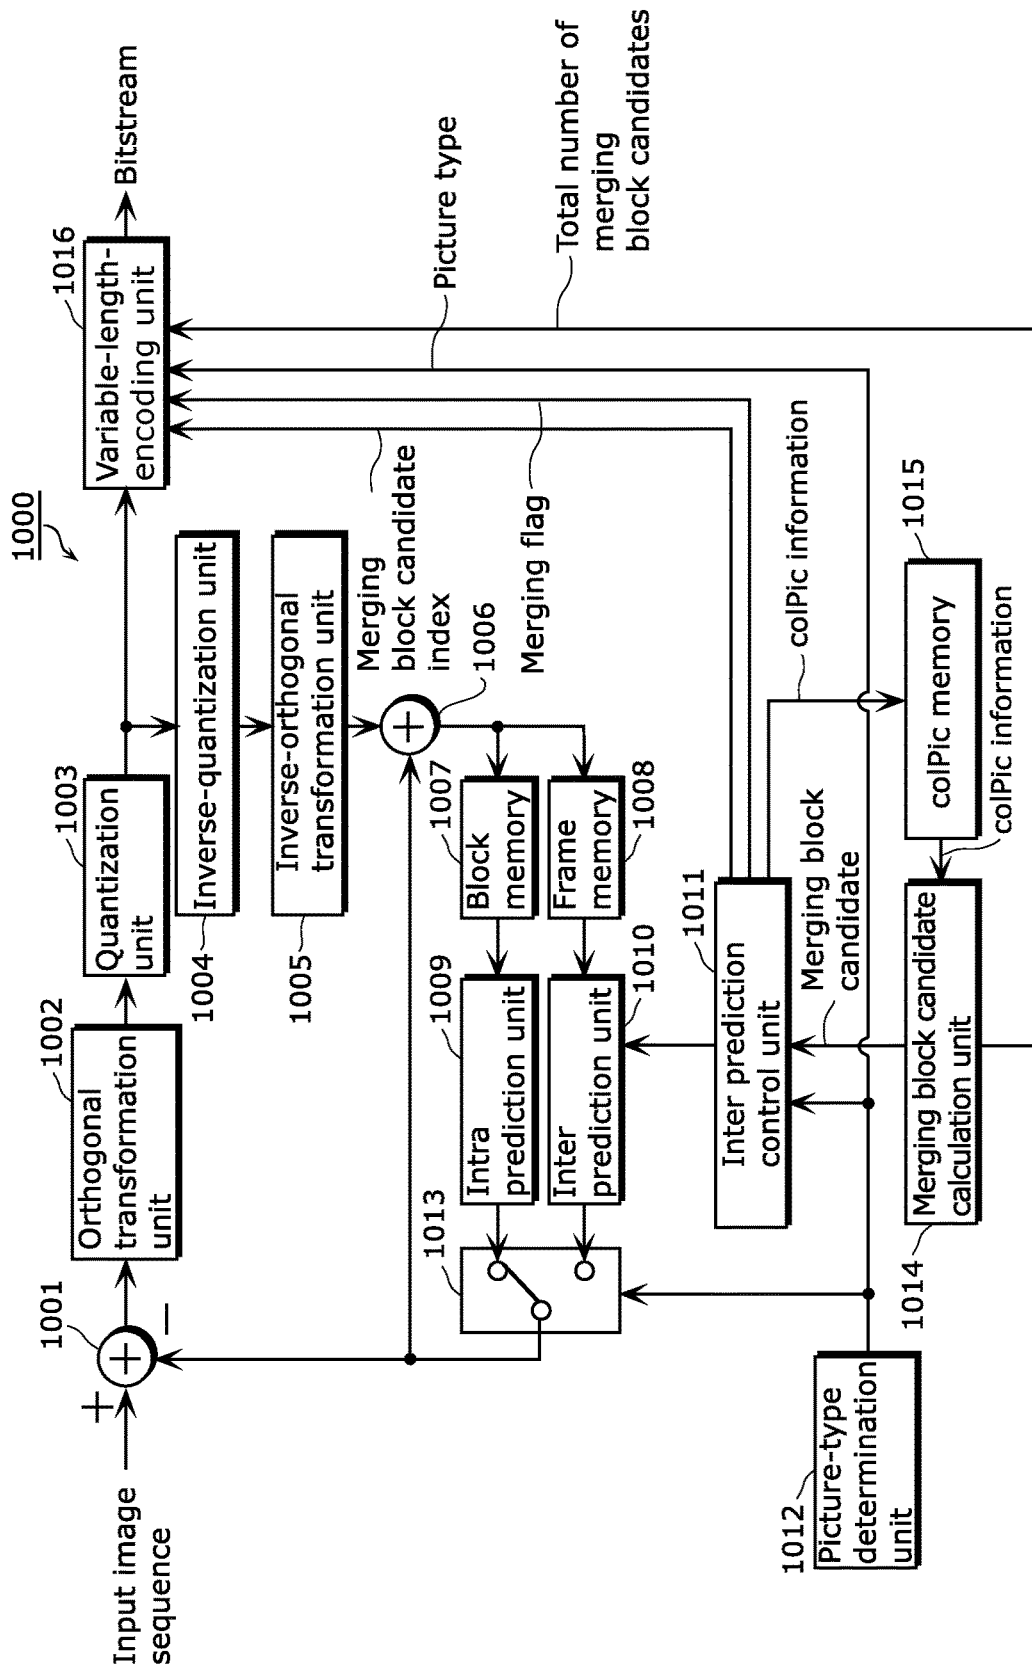 1000
Input image
sequence
+
−
1001
1002
Orthogonal
transformation
unit
1003
Quantization
unit
1016
Variable-length-
encoding unit
Bitstream
1004
Inverse-quantization unit
1005
Inverse-orthogonal
transformation unit
Merging
block candidate
index
1006
Picture type
1007
Block
memory
1009
Intra
prediction unit
1013
Merging flag
Total number of
merging
block candidates
1008
Frame
memory
1010
Inter
prediction unit
1011
Inter prediction
control unit
colPic information
Merging block
candidate
1012
Picture-type
determination
unit
1014
Merging block candidate
calculation unit
1015
colPic memory
colPic information